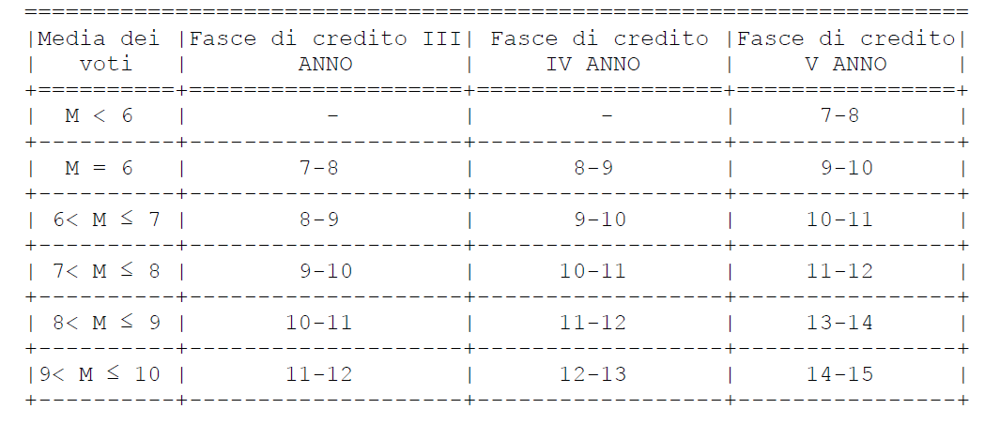 =====================================================================
|Media dei |Fasce di credito III| Fasce di credito |Fasce di credito|
|   voti   |        ANNO        |     IV ANNO      |     V ANNO     |
+==========+====================+==================+================+
|  M < 6   |          -         |         -        |      7-8       |
+----------+--------------------+------------------+----------------+
|  M = 6   |        7-8         |       8-9        |      9-10      |
+----------+--------------------+------------------+----------------+
| 6< M ≤ 7 |        8-9         |       9-10       |     10-11      |
+----------+--------------------+------------------+----------------+
| 7< M ≤ 8 |        9-10        |      10-11       |     11-12      |
+----------+--------------------+------------------+----------------+
| 8< M ≤ 9 |       10-11        |      11-12       |     13-14      |
+----------+--------------------+------------------+----------------+
|9< M ≤ 10 |       11-12        |      12-13       |     14-15      |
+----------+--------------------+------------------+----------------+